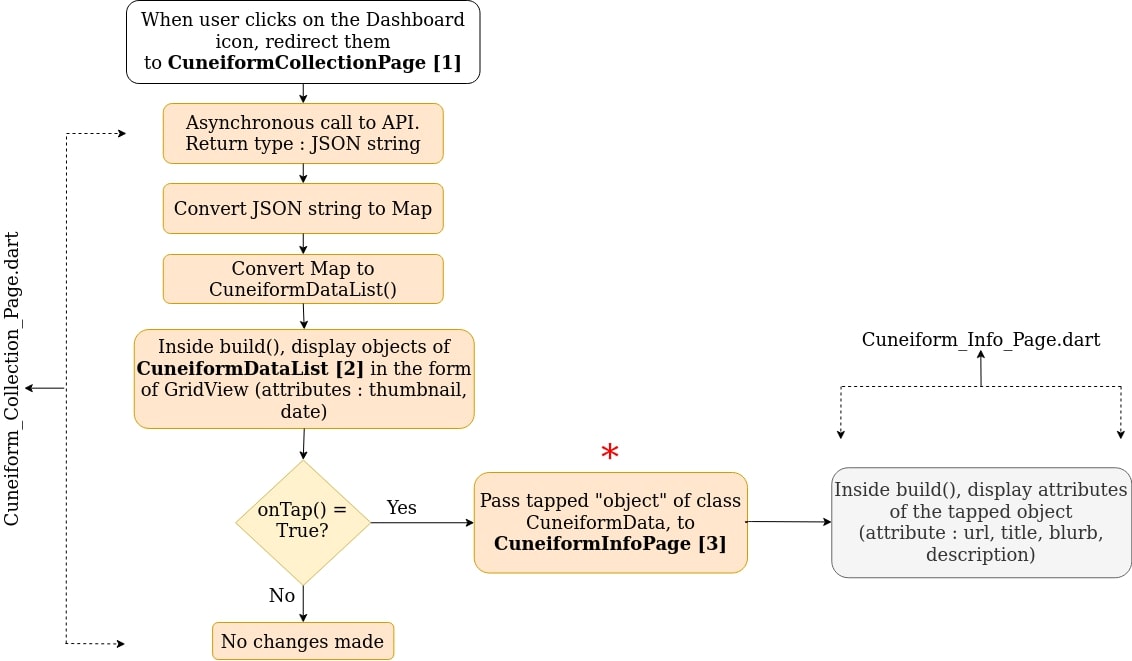 When user clicks on the Dashboard
icon, redirect them
to CuneiformCollectionPage [1]
Asynchronous call to API.
Return type : JSON string
Convert JSON string to Map
Convert Map to
CuneiformDataList()
Inside build(), display objects of
CuneiformDataList [2] in the form
of GridView (attributes : thumbnail,
date)
Cuneiform_Collection_Page.dart
onTap() =
True?
Yes
No
No changes made
*
Pass tapped "object" of class
CuneiformData, to
CuneiformInfoPage [3]
Cuneiform_Info_Page.dart
Inside build(), display attributes
of the tapped object
(attribute : url, title, blurb,
description)